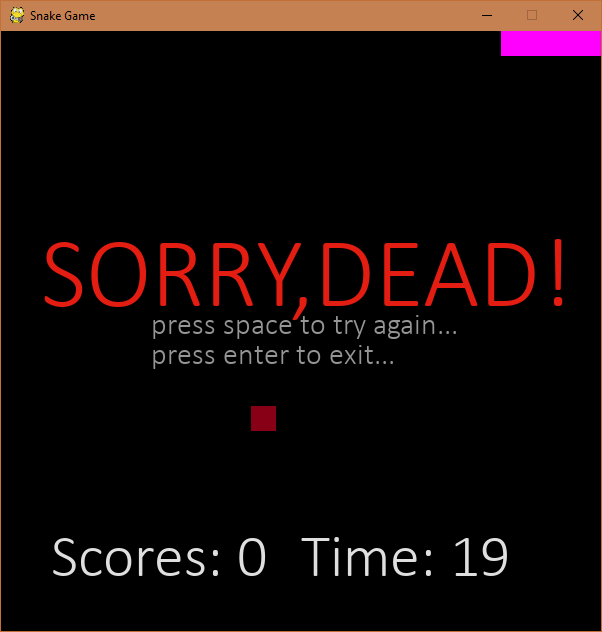 Snake Game
SORRY,DEAD!
press space to try again...
press enter to exit...
Scores: 0 Time: 19